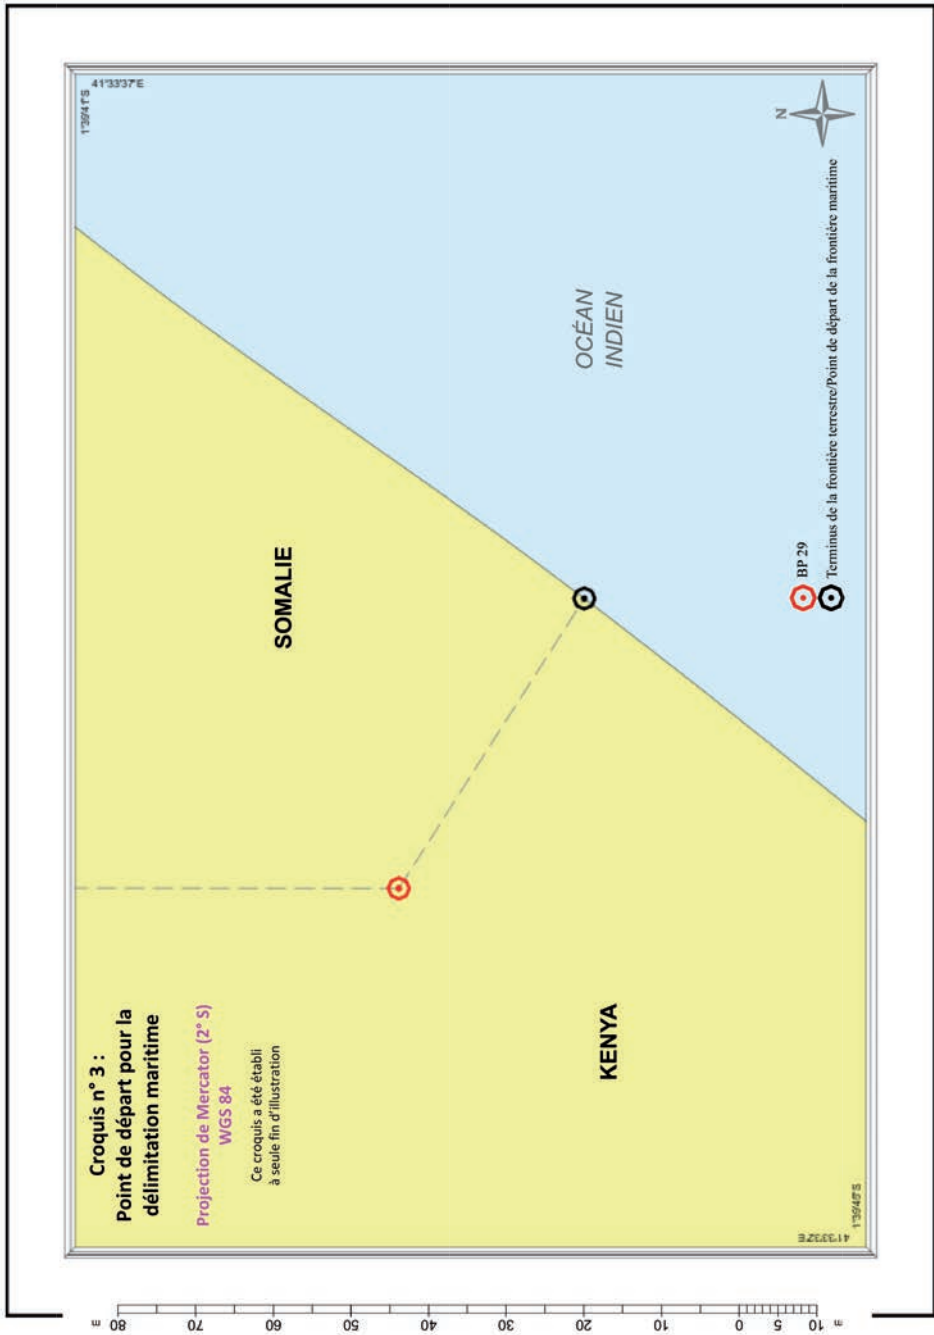 Croquis n° 3 :
Point de départ pour la
délimitation maritime
Projection de Mercator (2° S)
WGS 84
Ce croquis a été établi
à seule fin d'illustration
1°39'41"S
41°33'37"E
SOMALIE
KENYA
OCÉAN
INDIEN
N
BP 29
Terminus de la frontière terrestre/Point de départ de la frontière maritime
41°33'32"E
1°39'46"S
m
80
70
60
50
40
30
20
10
0
5
10
m